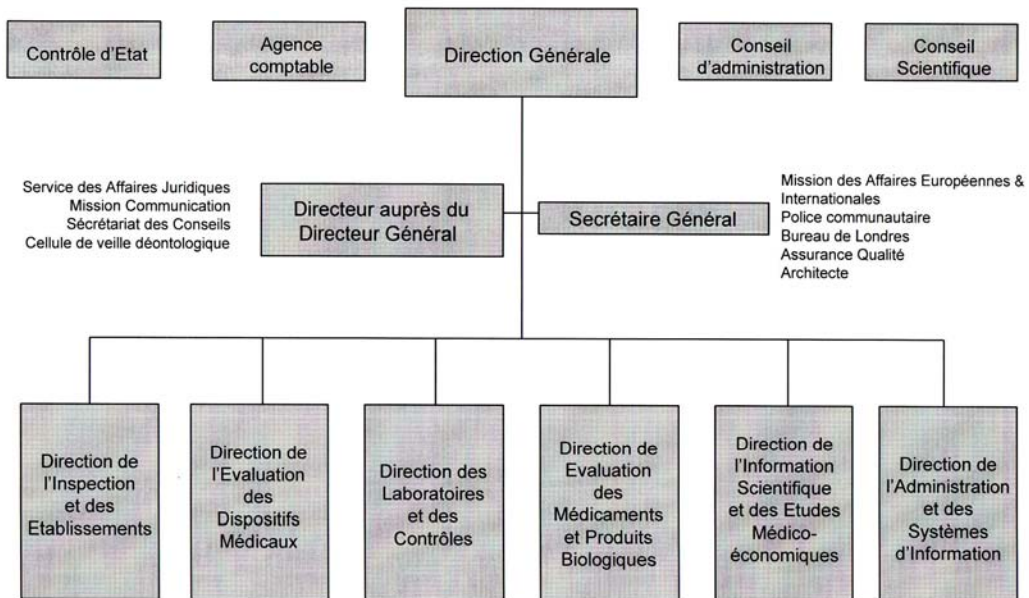 Contrôle d'Etat
Agence
comptable
Direction Générale
Conseil
d'administration
Conseil
Scientifique
Service des Affaires Juridiques
Mission Communication
Sécrétariat des Conseils
Cellule de veille déontologique
Directeur auprès du
Directeur Général
Secrétaire Général
Mission des Affaires Européennes &
Internationales
Police communautaire
Bureau de Londres
Assurance Qualité
Architecte
Direction de
l'Inspection
et des
Etablissements
Direction de
l'Evaluation
des
Dispositifs
Médicaux
Direction des
Laboratoires
et des
Contrôles
Direction de
Evaluation
des
Médicaments
et Produits
Biologiques
Direction de
l'Information
Scientifique
et des Etudes
Médico-
économiques
Direction de
l'Administration
et des
Systèmes
d'Information